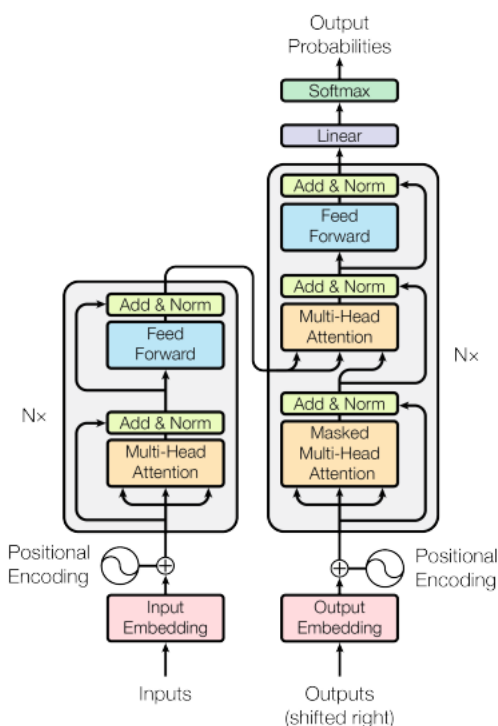 Output
Probabilities
Softmax
Linear
Add & Norm
Feed
Forward
Add & Norm
Multi-Head
Attention
Add & Norm
Masked
Multi-Head
Attention
Nx
Add & Norm
Feed
Forward
Add & Norm
Multi-Head
Attention
Nx
Positional
Encoding
Positional
Encoding
Input
Embedding
Output
Embedding
Inputs
Outputs
(shifted right)